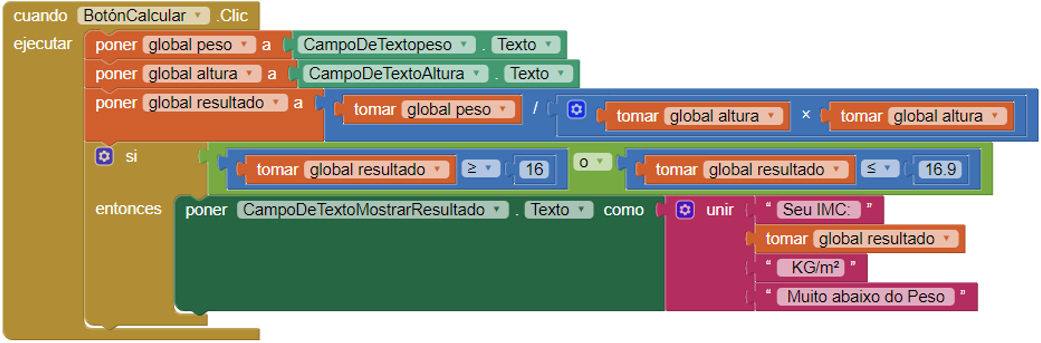 cuando BotónCalcular .Clic
ejecutar poner global peso a CampoDeTextopeso . Texto
poner global altura a CampoDeTextoAltura . Texto
poner global resultado a tomar global peso / tomar global altura × tomar global altura
si tomar global resultado ≥ 16 o tomar global resultado ≤ 16.9
entonces poner CampoDeTextoMostrarResultado . Texto como unir “ Seu IMC: ”
tomar global resultado
“ KG/m² ”
“ Muito abaixo do Peso ”